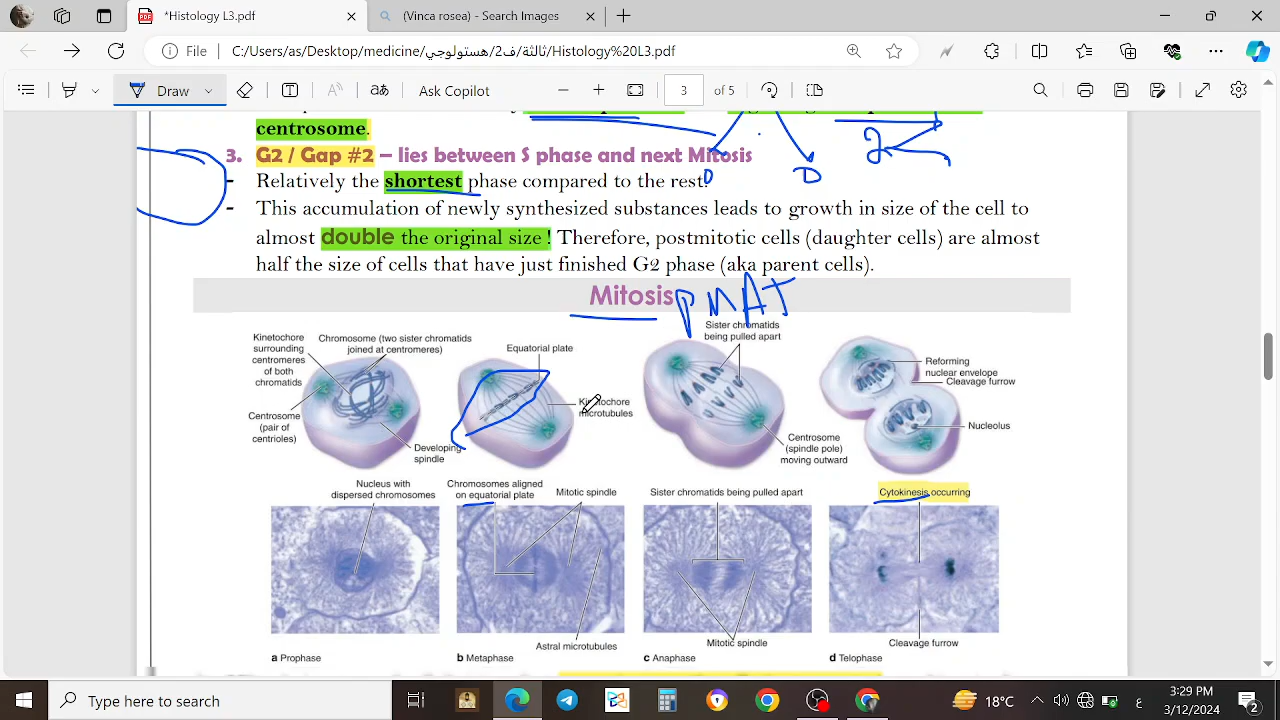 *Histology L3.pdf
(Vinca rosea) - Search Images
File
C:/Users/as/Desktop/medicine/ثالثة/ف2/هستولوجي/Histology%20L3.pdf
Draw
Ask Copilot
3
of 5
centrosome.
3. G2 / Gap #2 – lies between S phase and next Mitosis
- Relatively the shortest phase compared to the rest.
- This accumulation of newly synthesized substances leads to growth in size of the cell to
almost double the original size ! Therefore, postmitotic cells (daughter cells) are almost
half the size of cells that have just finished G2 phase (aka parent cells).
D
D
2
Mitosis
PMAT
Kinetochore
surrounding
centromeres
of both
chromatids
Chromosome (two sister chromatids
joined at centromeres)
Centrosome
(pair of
centrioles)
Developing
spindle
Equatorial plate
Kinetochore
microtubules
Sister chromatids
being pulled apart
Centrosome
(spindle pole)
moving outward
Reforming
nuclear envelope
Cleavage furrow
Nucleolus
Nucleus with
dispersed chromosomes
Chromosomes aligned
on equatorial plate
Mitotic spindle
Sister chromatids being pulled apart
Cytokinesis occurring
Astral microtubules
Mitotic spindle
Cleavage furrow
a Prophase
b Metaphase
c Anaphase
d Telophase
Type here to search
18°C
ع
3:29 PM
3/12/2024
2